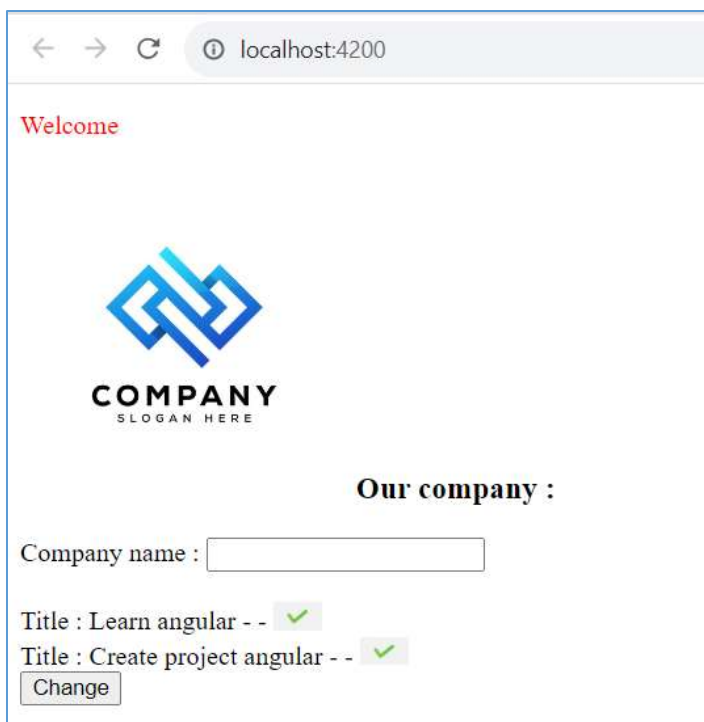 localhost:4200
Welcome
COMPANY
SLOGAN HERE
Our company :
Company name :
Title : Learn angular - -
Title : Create project angular - -
Change